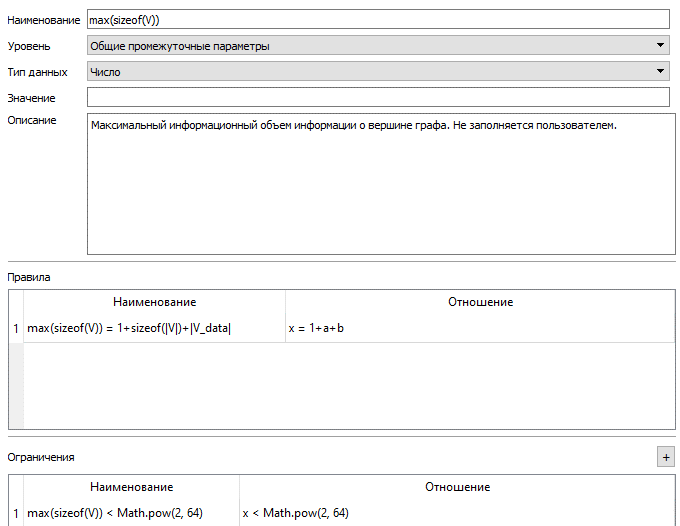 Наименование max(sizeof(V))
Уровень Общие промежуточные параметры
Тип данных Число
Значение
Описание Максимальный информационный объем информации о вершине графа. Не заполняется пользователем.
Правила
Наименование Отношение
1 max(sizeof(V)) = 1+sizeof(|V|)+|V_data| x = 1+a+b
Ограничения +
Наименование Отношение
1 max(sizeof(V)) < Math.pow(2, 64) x < Math.pow(2, 64)